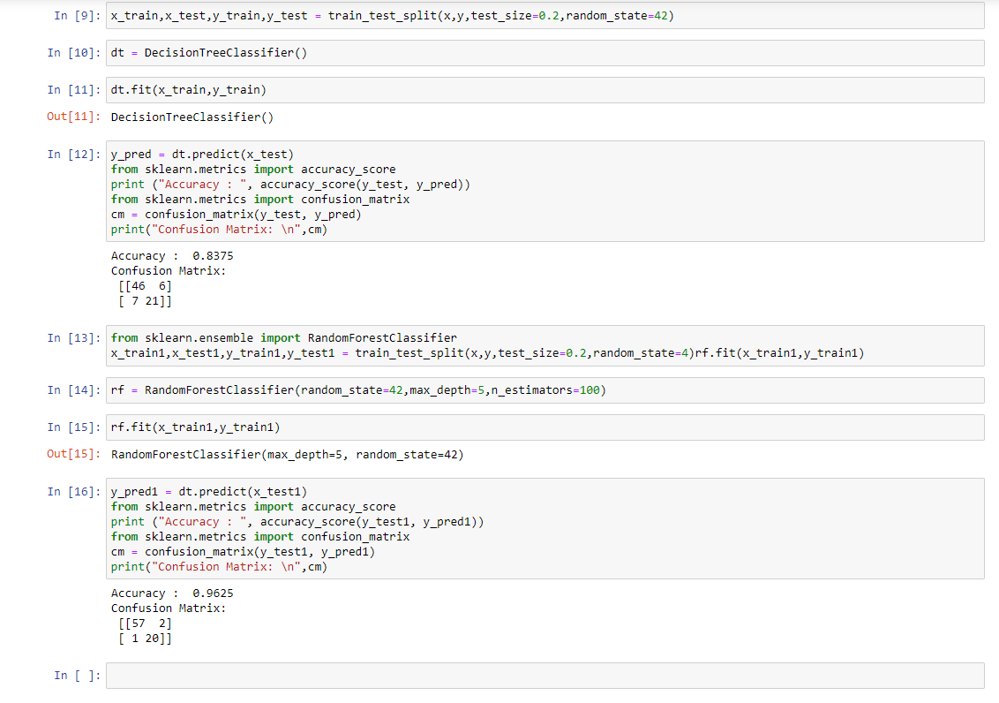 In [9]: x_train,x_test,y_train,y_test = train_test_split(x,y,test_size=0.2,random_state=42)
In [10]: dt = DecisionTreeClassifier()
In [11]: dt.fit(x_train,y_train)
Out[11]: DecisionTreeClassifier()
In [12]: y_pred = dt.predict(x_test)
from sklearn.metrics import accuracy_score
print ("Accuracy : ", accuracy_score(y_test, y_pred))
from sklearn.metrics import confusion_matrix
cm = confusion_matrix(y_test, y_pred)
print("Confusion Matrix: \n",cm)
Accuracy :  0.8375
Confusion Matrix:
[[46  6]
[ 7 21]]
In [13]: from sklearn.ensemble import RandomForestClassifier
x_train1,x_test1,y_train1,y_test1 = train_test_split(x,y,test_size=0.2,random_state=4)rf.fit(x_train1,y_train1)
In [14]: rf = RandomForestClassifier(random_state=42,max_depth=5,n_estimators=100)
In [15]: rf.fit(x_train1,y_train1)
Out[15]: RandomForestClassifier(max_depth=5, random_state=42)
In [16]: y_pred1 = dt.predict(x_test1)
from sklearn.metrics import accuracy_score
print ("Accuracy : ", accuracy_score(y_test1, y_pred1))
from sklearn.metrics import confusion_matrix
cm = confusion_matrix(y_test1, y_pred1)
print("Confusion Matrix: \n",cm)
Accuracy :  0.9625
Confusion Matrix:
[[57  2]
[ 1 20]]
In [ ]: